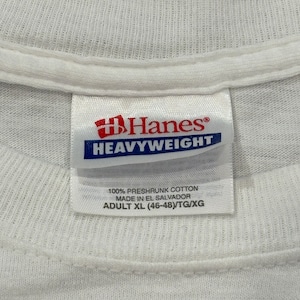 Hanes®
HEAVYWEIGHT
100% PRESHRUNK COTTON
MADE IN EL SALVADOR
ADULT XL (46-48)/TG/XG